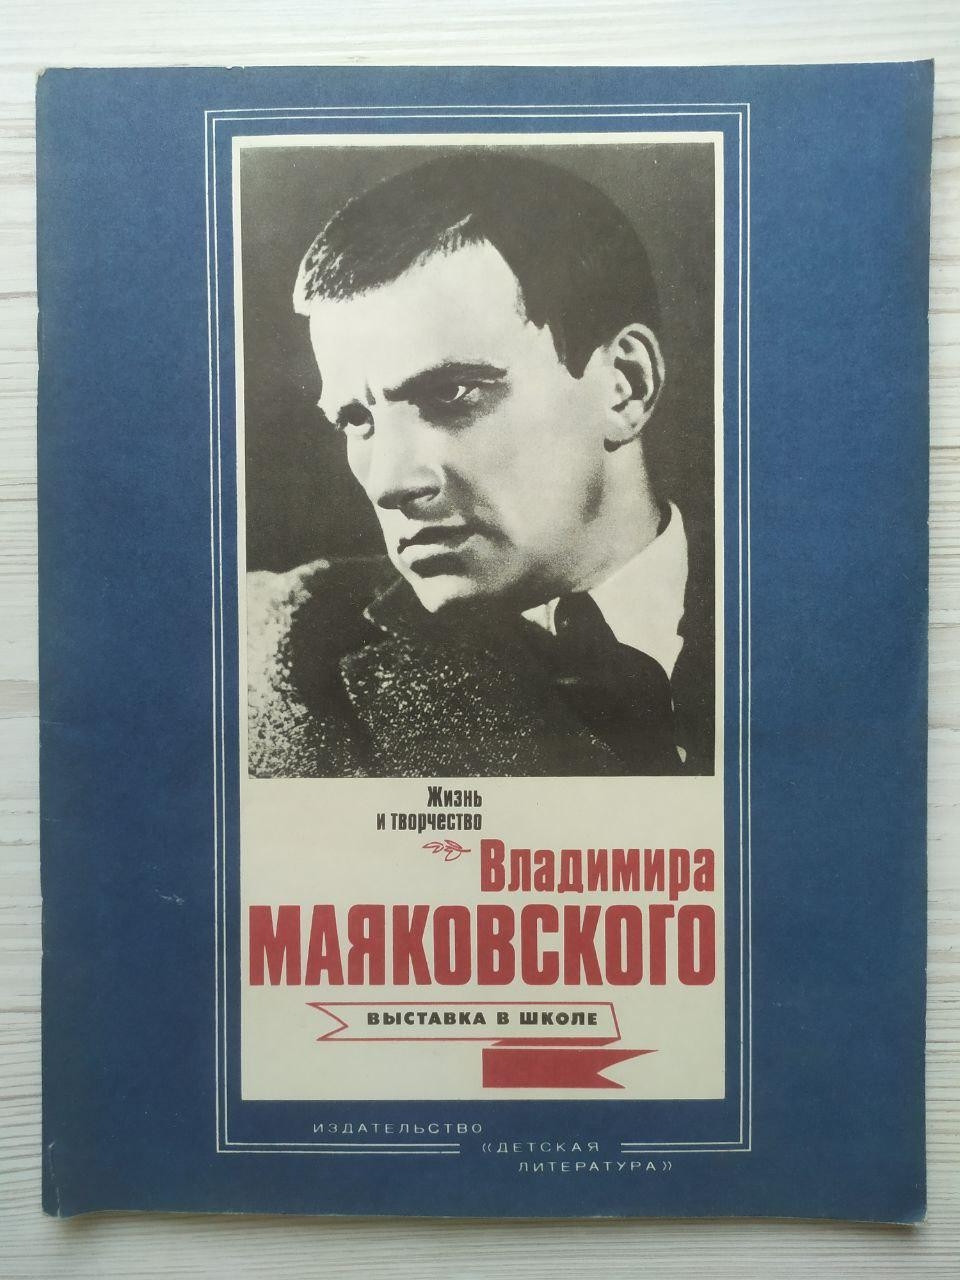 Жизнь
и творчество
Владимира
МАЯКОВСКОГО
ВЫСТАВКА В ШКОЛЕ
ИЗДАТЕЛЬСТВО
«ДЕТСКАЯ
ЛИТЕРАТУРА»